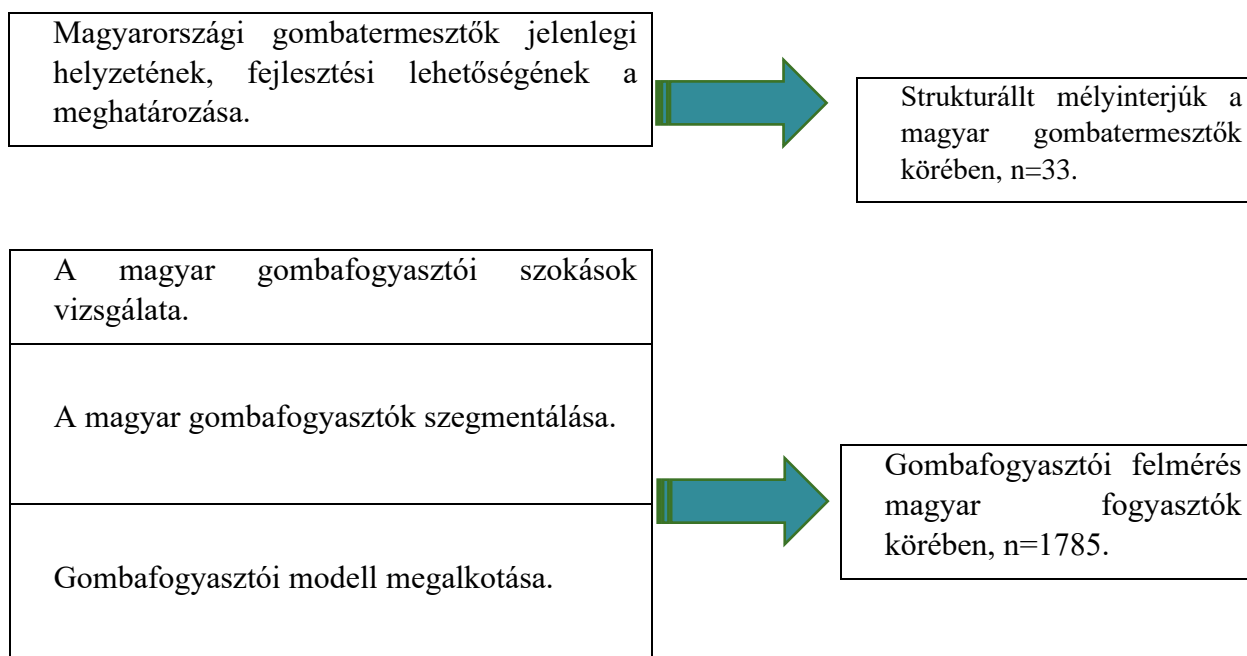 Magyarországi gombatermesztők jelenlegi
helyzetének, fejlesztési lehetőségének a
meghatározása.
Strukturállt mélyinterjúk a
magyar gombatermesztők
körében, n=33.
A magyar gombafogyasztói szokások
vizsgálata.
A magyar gombafogyasztók szegmentálása.
Gombafogyasztói modell megalkotása.
Gombafogyasztói felmérés
magyar fogyasztók
körében, n=1785.